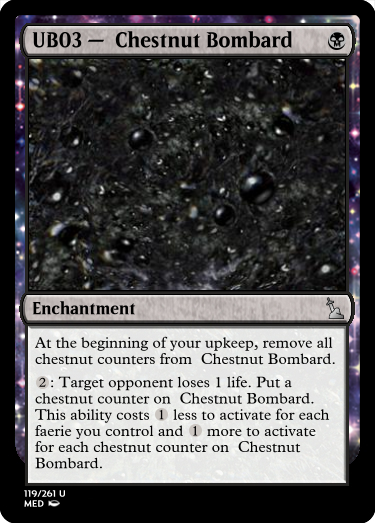 UB03 — Chestnut Bombard
Enchantment
At the beginning of your upkeep, remove all
chestnut counters from Chestnut Bombard.
2: Target opponent loses 1 life. Put a
chestnut counter on Chestnut Bombard.
This ability costs 1 less to activate for each
faerie you control and 1 more to activate
for each chestnut counter on Chestnut
Bombard.
119/261 U
MED